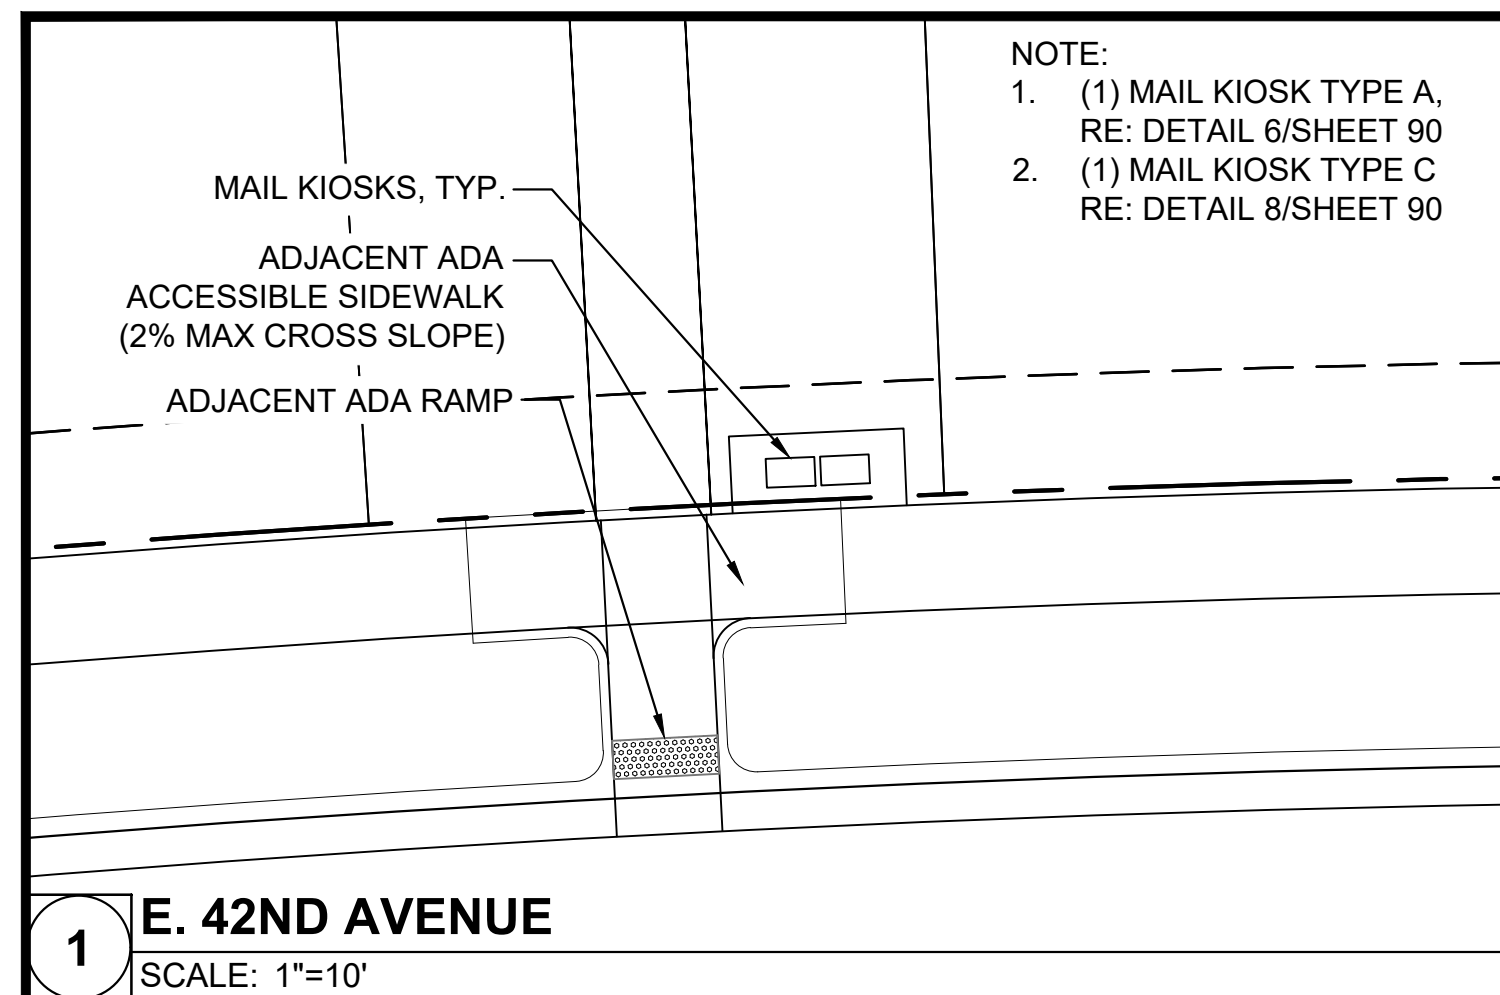 NOTE:
1. (1) MAIL KIOSK TYPE A,
RE: DETAIL 6/SHEET 90
2. (1) MAIL KIOSK TYPE C
RE: DETAIL 8/SHEET 90
MAIL KIOSKS, TYP.
ADJACENT ADA
ACCESSIBLE SIDEWALK
(2% MAX CROSS SLOPE)
ADJACENT ADA RAMP
1
E. 42ND AVENUE
SCALE: 1"=10'